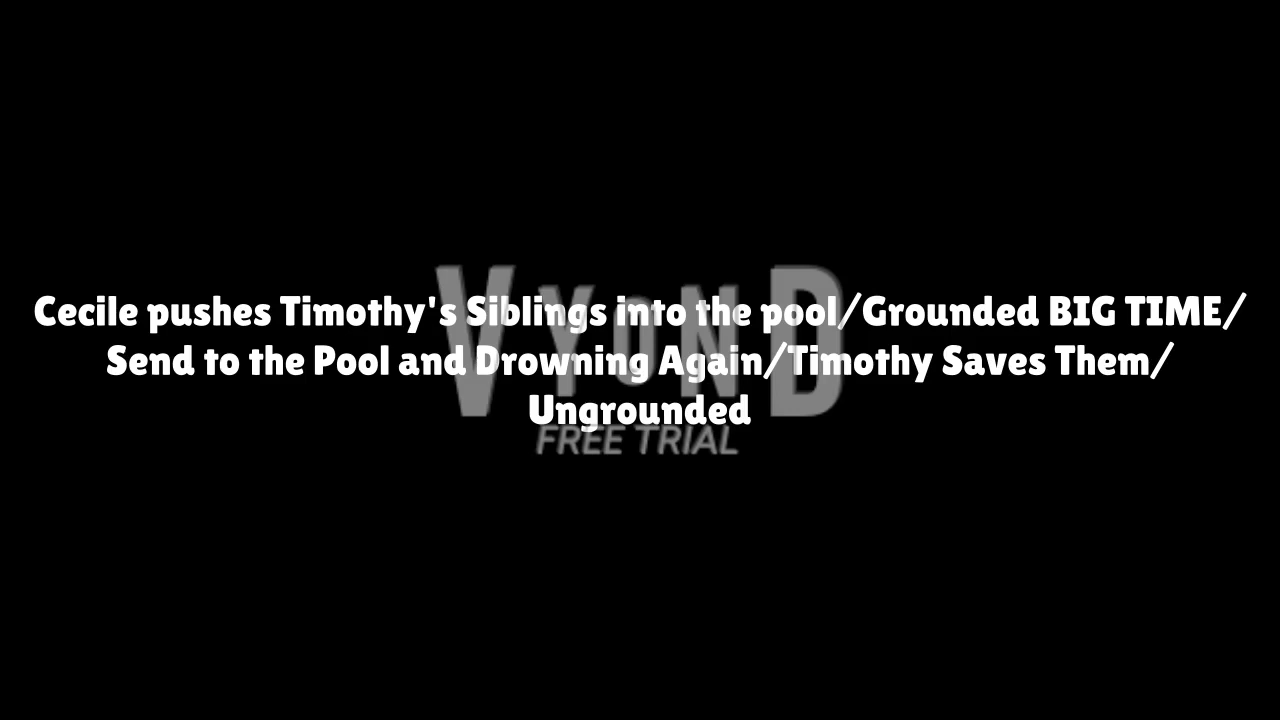 Cecile pushes Timothy's Siblings into the pool/Grounded BIG TIME/
Send to the Pool and Drowning Again/Timothy Saves Them/
Ungrounded
VYOND
FREE TRIAL